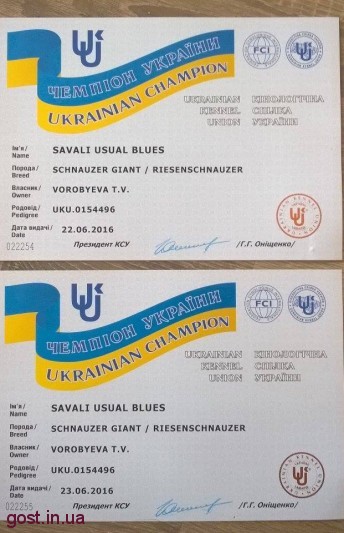 ЧЕМПІОН УКРАЇНИ
UKRAINIAN CHAMPION
FCI
UKRAINIAN КІНОЛОГІЧНА
KENNEL СПІЛКА
UNION УКРАЇНИ
Ім'я/ Name SAVALI USUAL BLUES
Порода/ Breed SCHNAUZER GIANT / RIESENSCHNAUZER
Власник/ Owner VOROBYEVA T.V.
Родовід/ Pedigree UKU.0154496
Дата видачі/ Date 22.06.2016
022254 Президент КСУ /Г.Г. Оніщенко/
ЧЕМПІОН УКРАЇНИ
UKRAINIAN CHAMPION
FCI
UKRAINIAN КІНОЛОГІЧНА
KENNEL СПІЛКА
UNION УКРАЇНИ
Ім'я/ Name SAVALI USUAL BLUES
Порода/ Breed SCHNAUZER GIANT / RIESENSCHNAUZER
Власник/ Owner VOROBYEVA T.V.
Родовід/ Pedigree UKU.0154496
Дата видачі/ Date 23.06.2016
022255 Президент КСУ /Г.Г. Оніщенко/
gost.in.ua